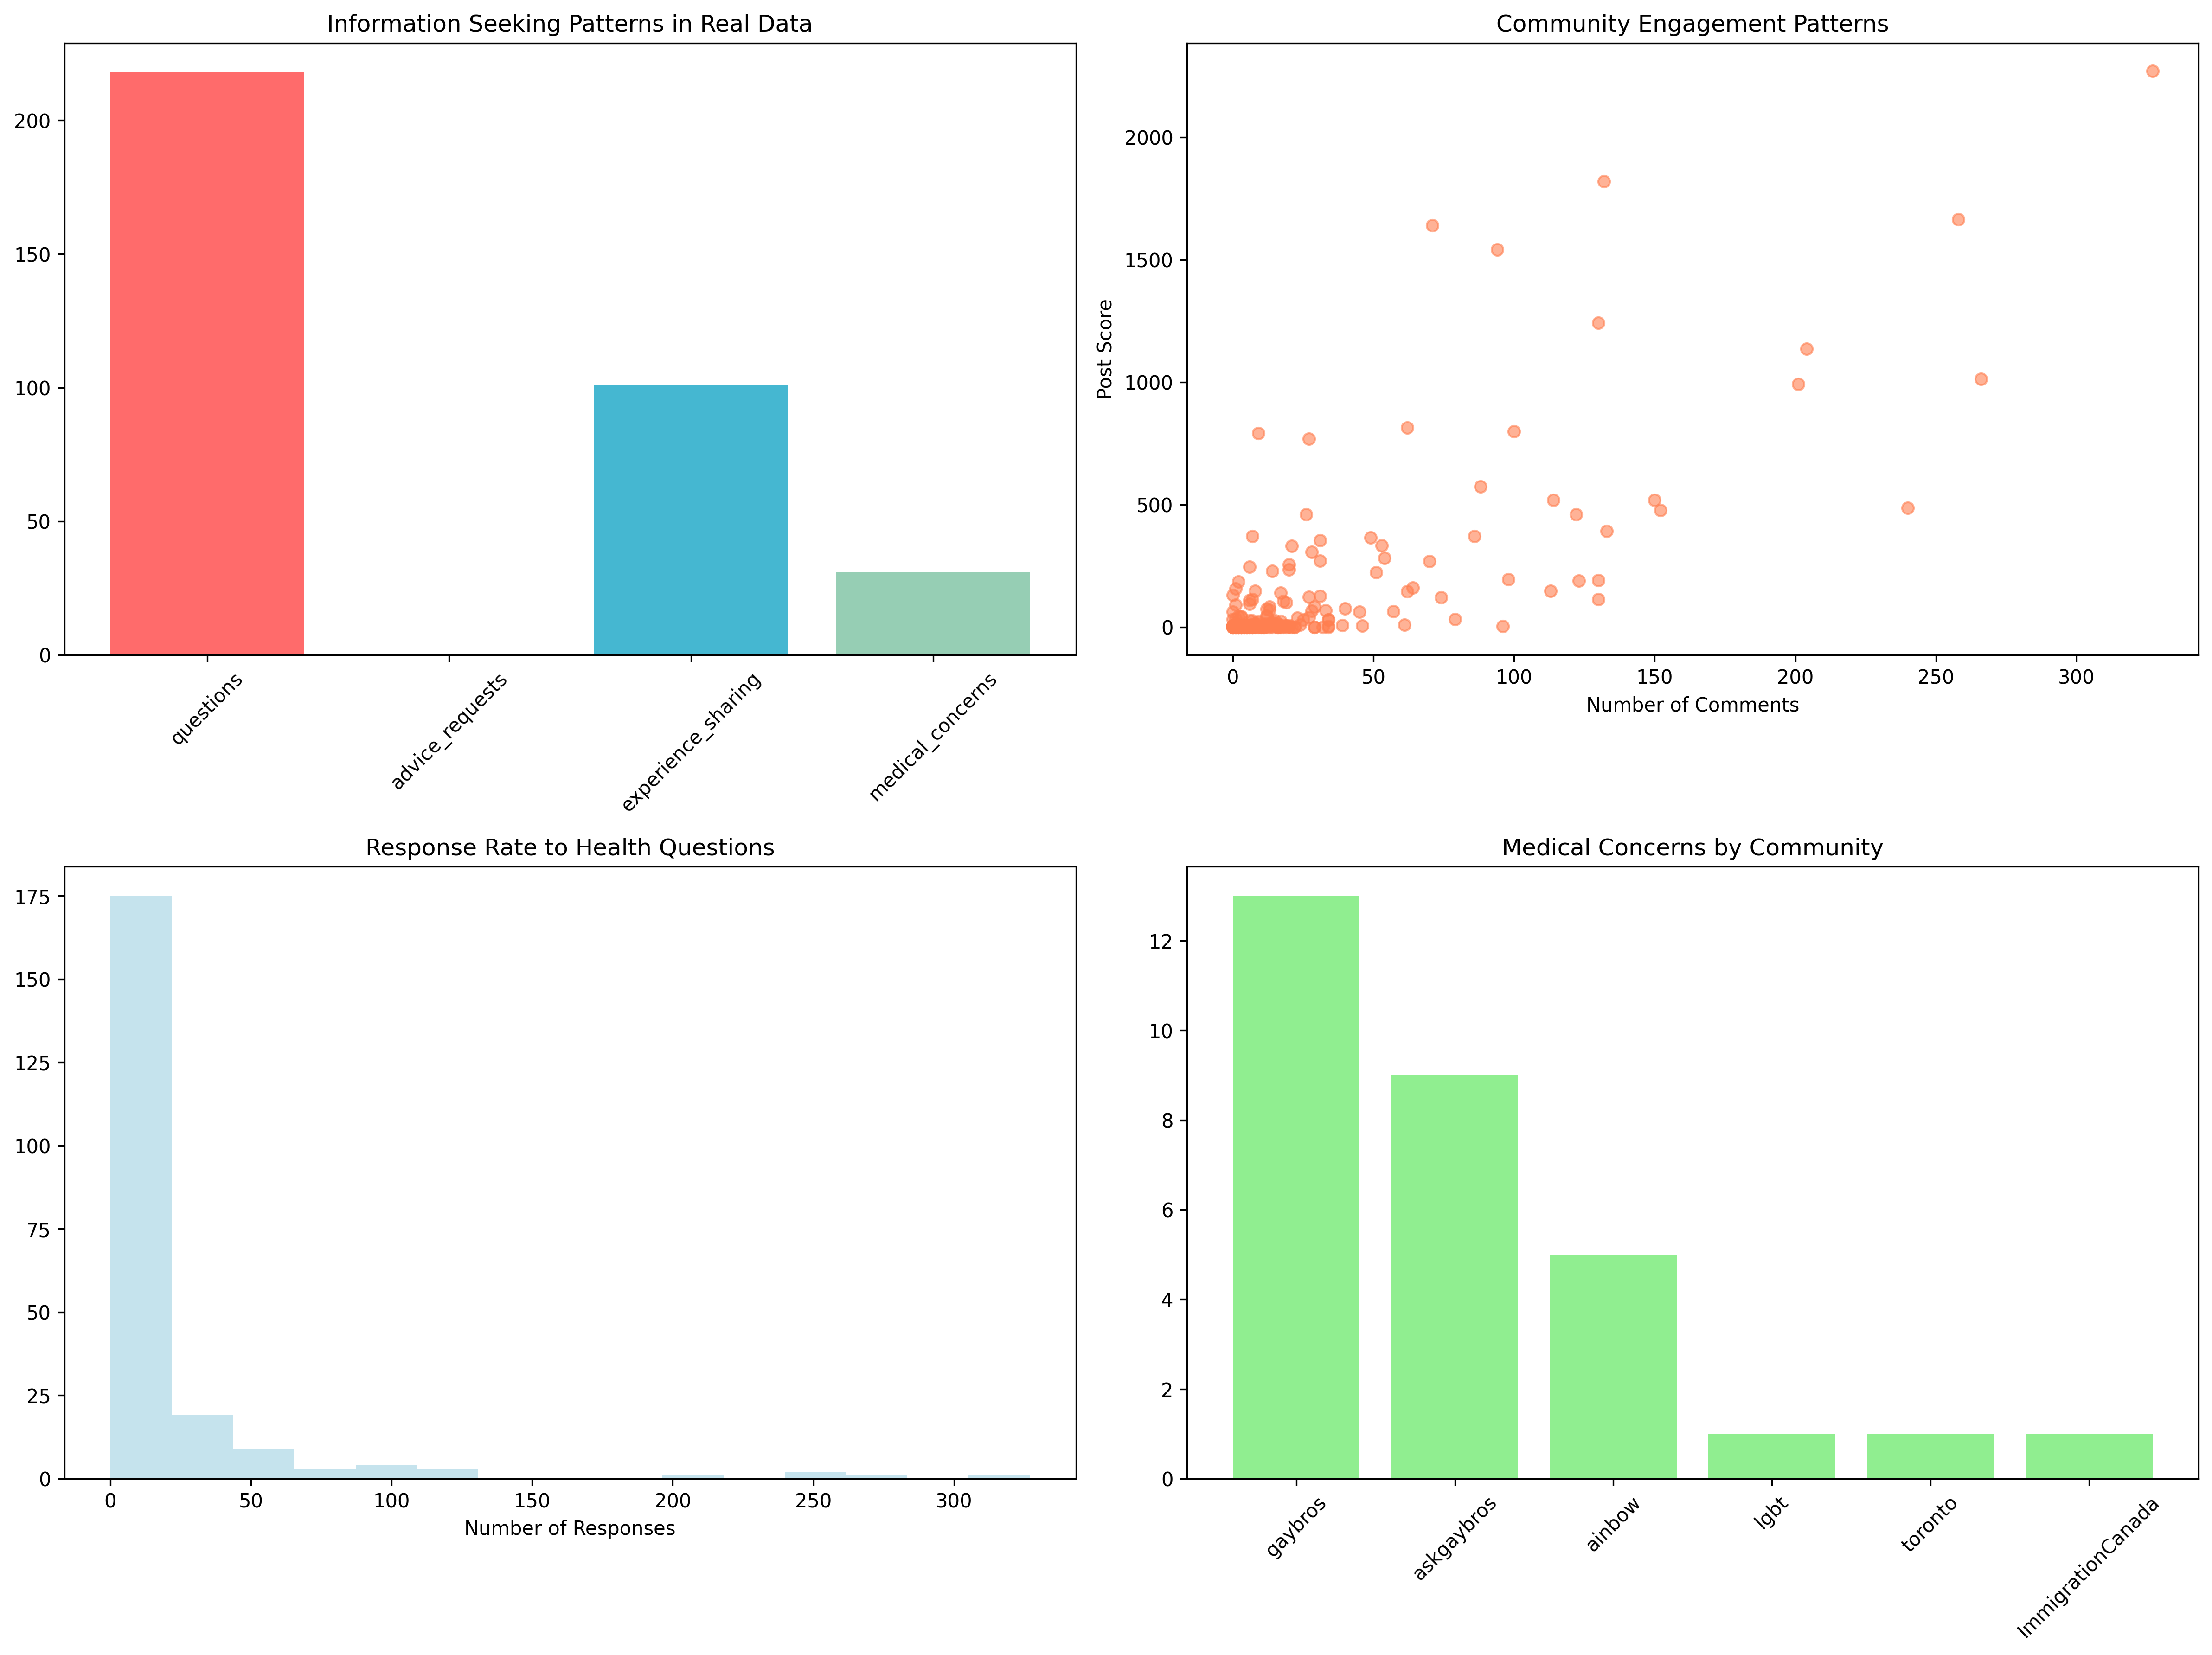 Information Seeking Patterns in Real Data
200
150
100
50
0
questions
advice_requests
experience_sharing
medical_concerns
Community Engagement Patterns
Post Score
2000
1500
1000
500
0
0 50 100 150 200 250 300
Number of Comments
Response Rate to Health Questions
175
150
125
100
75
50
25
0
0 50 100 150 200 250 300
Number of Responses
Medical Concerns by Community
12
10
8
6
4
2
0
gaybros
askgaybros
ainbow
lgbt
toronto
ImmigrationCanada